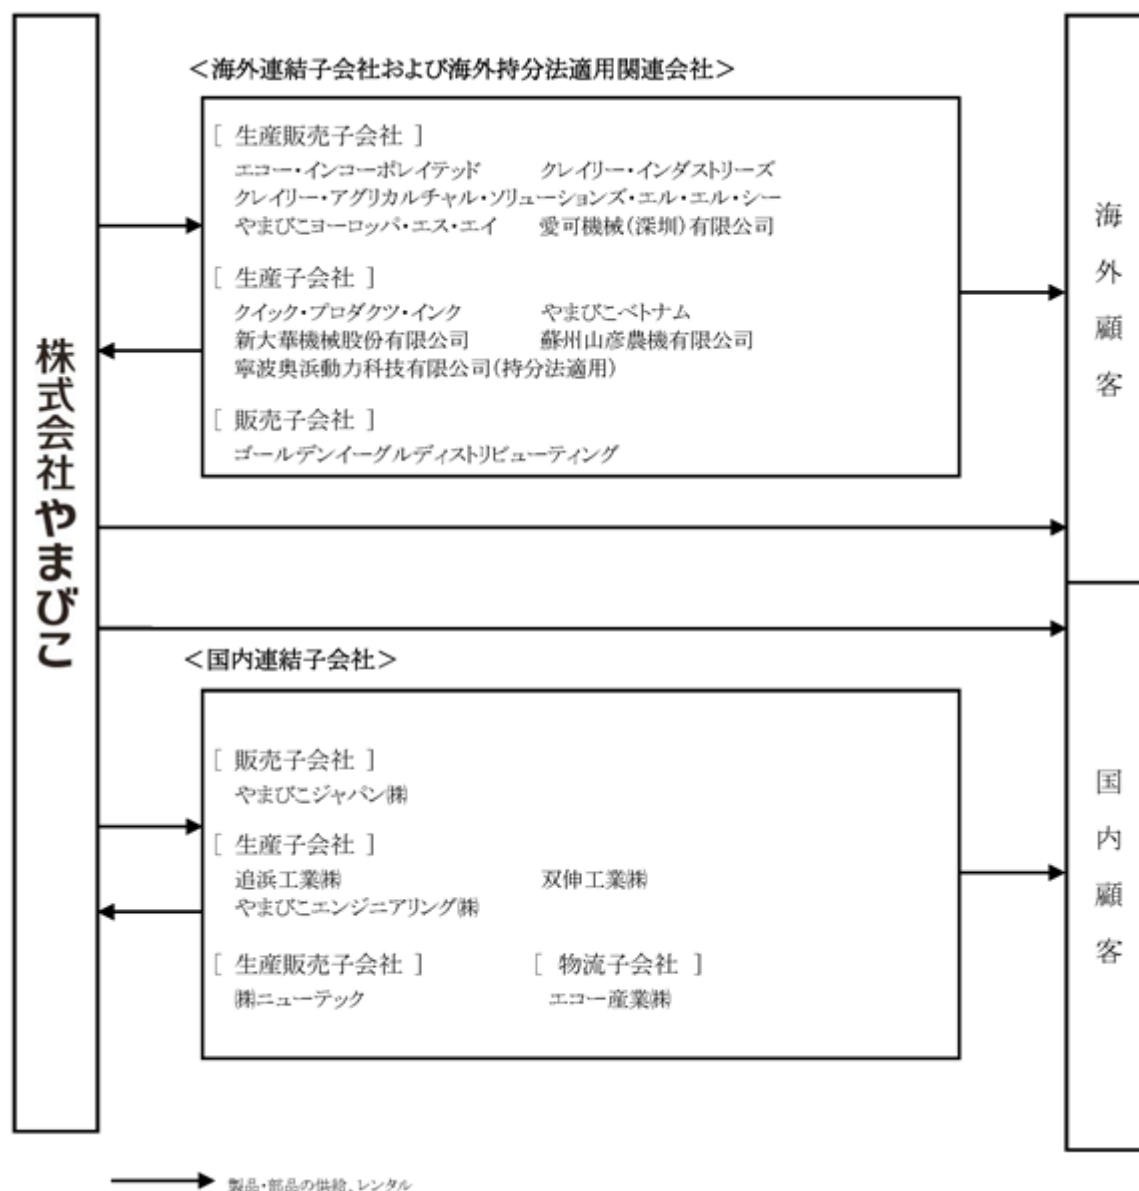 株式会社やまびこ
＜海外連結子会社および海外持分法適用関連会社＞
[ 生産販売子会社 ]
エコー・インコーポレイテッド　クレイリー・インダストリーズ
クレイリー・アグリカルチャル・ソリューションズ・エル・エル・シー
やまびこヨーロッパ・エス・エイ　愛可機械(深圳)有限公司
[ 生産子会社 ]
クイック・プロダクツ・インク　やまびこベトナム
新大華機械股份有限公司　蘇州山彦農機有限公司
寧波奥浜動力科技有限公司(持分法適用)
[ 販売子会社 ]
ゴールデンイーグルディストリビューティング
海外顧客
＜国内連結子会社＞
[ 販売子会社 ]
やまびこジャパン㈱
[ 生産子会社 ]
追浜工業㈱　双伸工業㈱
やまびこエンジニアリング㈱
[ 生産販売子会社 ]　[ 物流子会社 ]
㈱ニューテック　エコー産業㈱
国内顧客
製品・部品の供給、レンタル